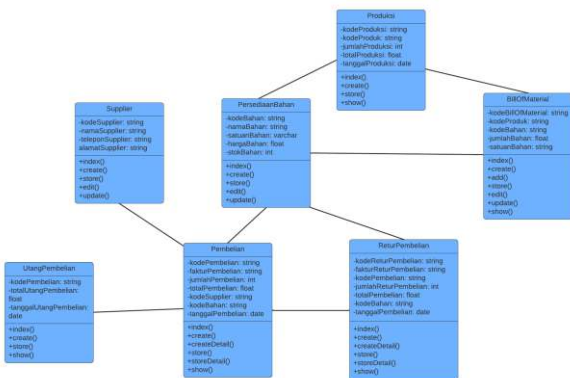 Produksi
-kodeProduksi: string
-kodeProduk: string
-jumlahProduksi: int
-totalProduksi: float
-tanggalProduksi: date
+index()
+create()
+store()
+show()
Supplier
-kodeSupplier: string
-namaSupplier: string
-teleponSupplier: string
alamatSupplier: string
+index()
+create()
+store()
+edit()
+update()
PersediaanBahan
-kodeBahan: string
-namaBahan: string
-satuanBahan: varchar
-hargaBahan: float
-stokBahan: int
+index()
+create()
+store()
+edit()
+update()
BillOfMaterial
-kodeBillOfMaterial: string
-kodeProduk: string
-kodeBahan: string
-jumlahBahan: float
-satuanBahan: string
+index()
+create()
+add()
+store()
+edit()
+update()
+show()
UtangPembelian
-kodePembelian: string
-totalUtangPembelian:
float
-tanggalUtangPembelian:
date
+index()
+create()
+store()
+show()
Pembelian
-kodePembelian: string
-fakturPembelian: string
-jumlahPembelian: int
-totalPembelian: float
-kodeSupplier: string
-kodeBahan: string
-tanggalPembelian: date
+index()
+create()
+createDetail()
+store()
+storeDetail()
+show()
ReturPembelian
-kodeReturPembelian: string
-fakturReturPembelian: string
-kodePembelian: string
-jumlahReturPembelian: int
-totalPembelian: float
-kodeBahan: string
-tanggalPembelian: date
+index()
+create()
+createDetail()
+store()
+storeDetail()
+show()